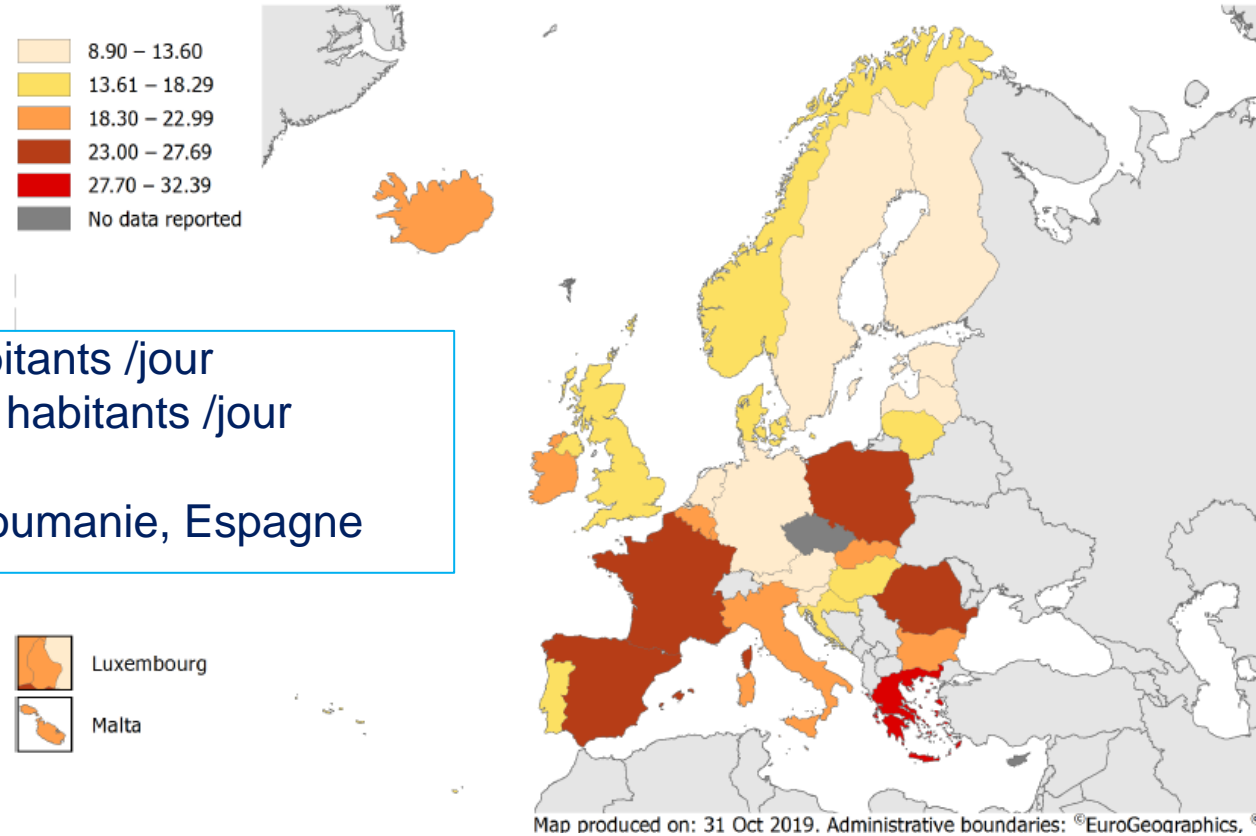 8.90 – 13.60
13.61 – 18.29
18.30 – 22.99
23.00 – 27.69
27.70 – 32.39
No data reported
bitants /jour
habitants /jour
oumanie, Espagne
Luxembourg
Malta
Map produced on: 31 Oct 2019. Administrative boundaries: ©EuroGeographics, ©